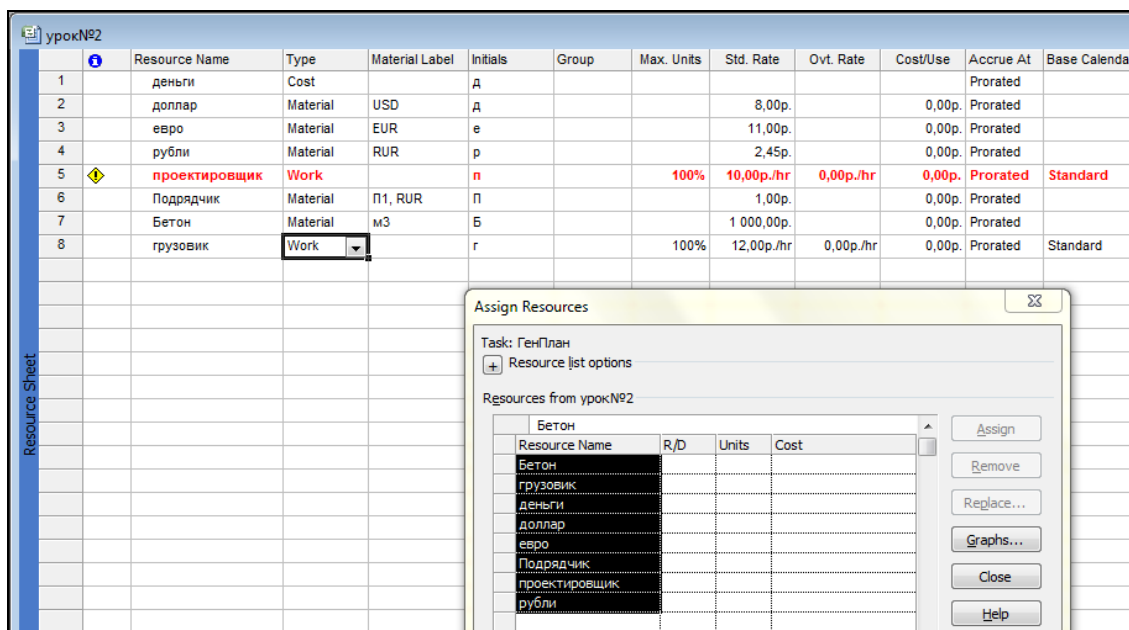 урок№2
Resource Name Type Material Label Initials Group Max. Units Std. Rate Ovt. Rate Cost/Use Accrue At Base Calenda
1 деньги Cost д Prorated
2 доллар Material USD д 8,00р. 0,00р. Prorated
3 евро Material EUR е 11,00р. 0,00р. Prorated
4 рубли Material RUR р 2,45р. 0,00р. Prorated
5 проектировщик Work п 100% 10,00р./hr 0,00р./hr 0,00р. Prorated Standard
6 Подрядчик Material П1, RUR П 1,00р. 0,00р. Prorated
7 Бетон Material м3 Б 1 000,00р. 0,00р. Prorated
8 грузовик Work г 100% 12,00р./hr 0,00р./hr 0,00р. Prorated Standard
Resource Sheet
Assign Resources
Task: ГенПлан
+ Resource list options
Resources from урок№2
Бетон
Resource Name R/D Units Cost
Бетон
грузовик
деньги
доллар
евро
Подрядчик
проектировщик
рубли
Assign
Remove
Replace...
Graphs...
Close
Help